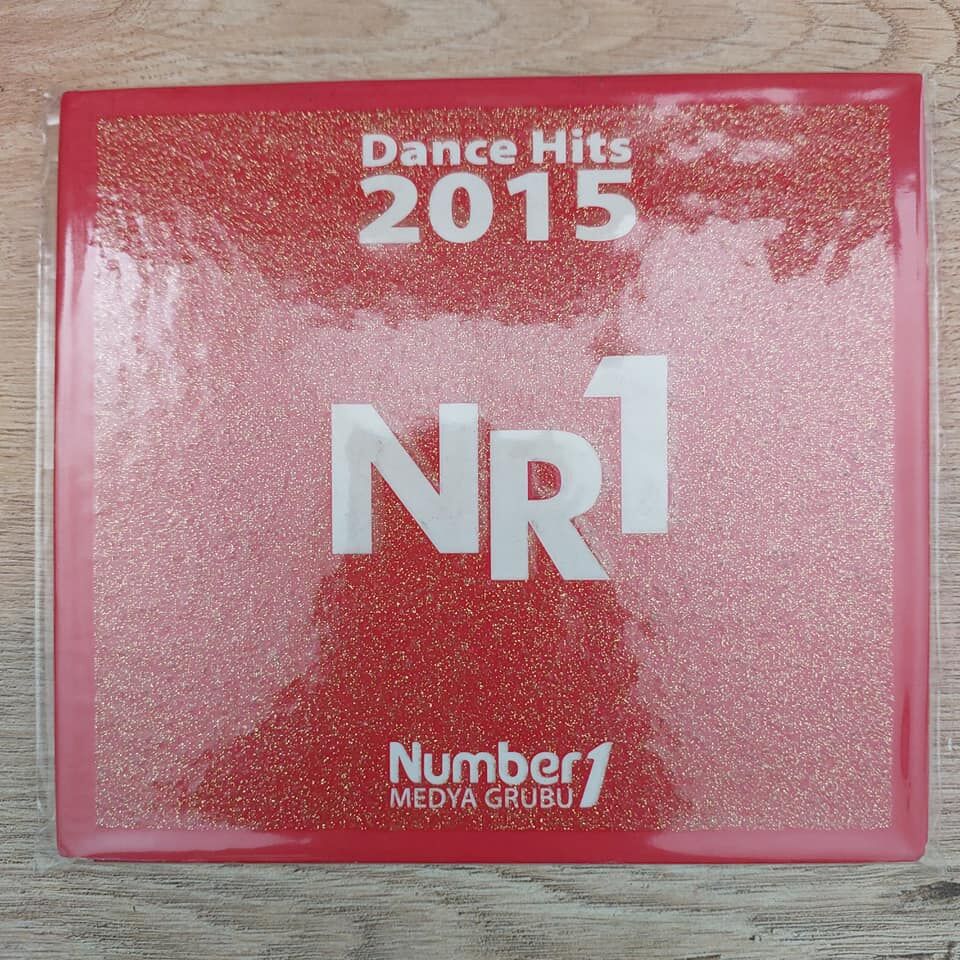 Dance Hits
2015
NR1
Number1
MEDYA GRUBU